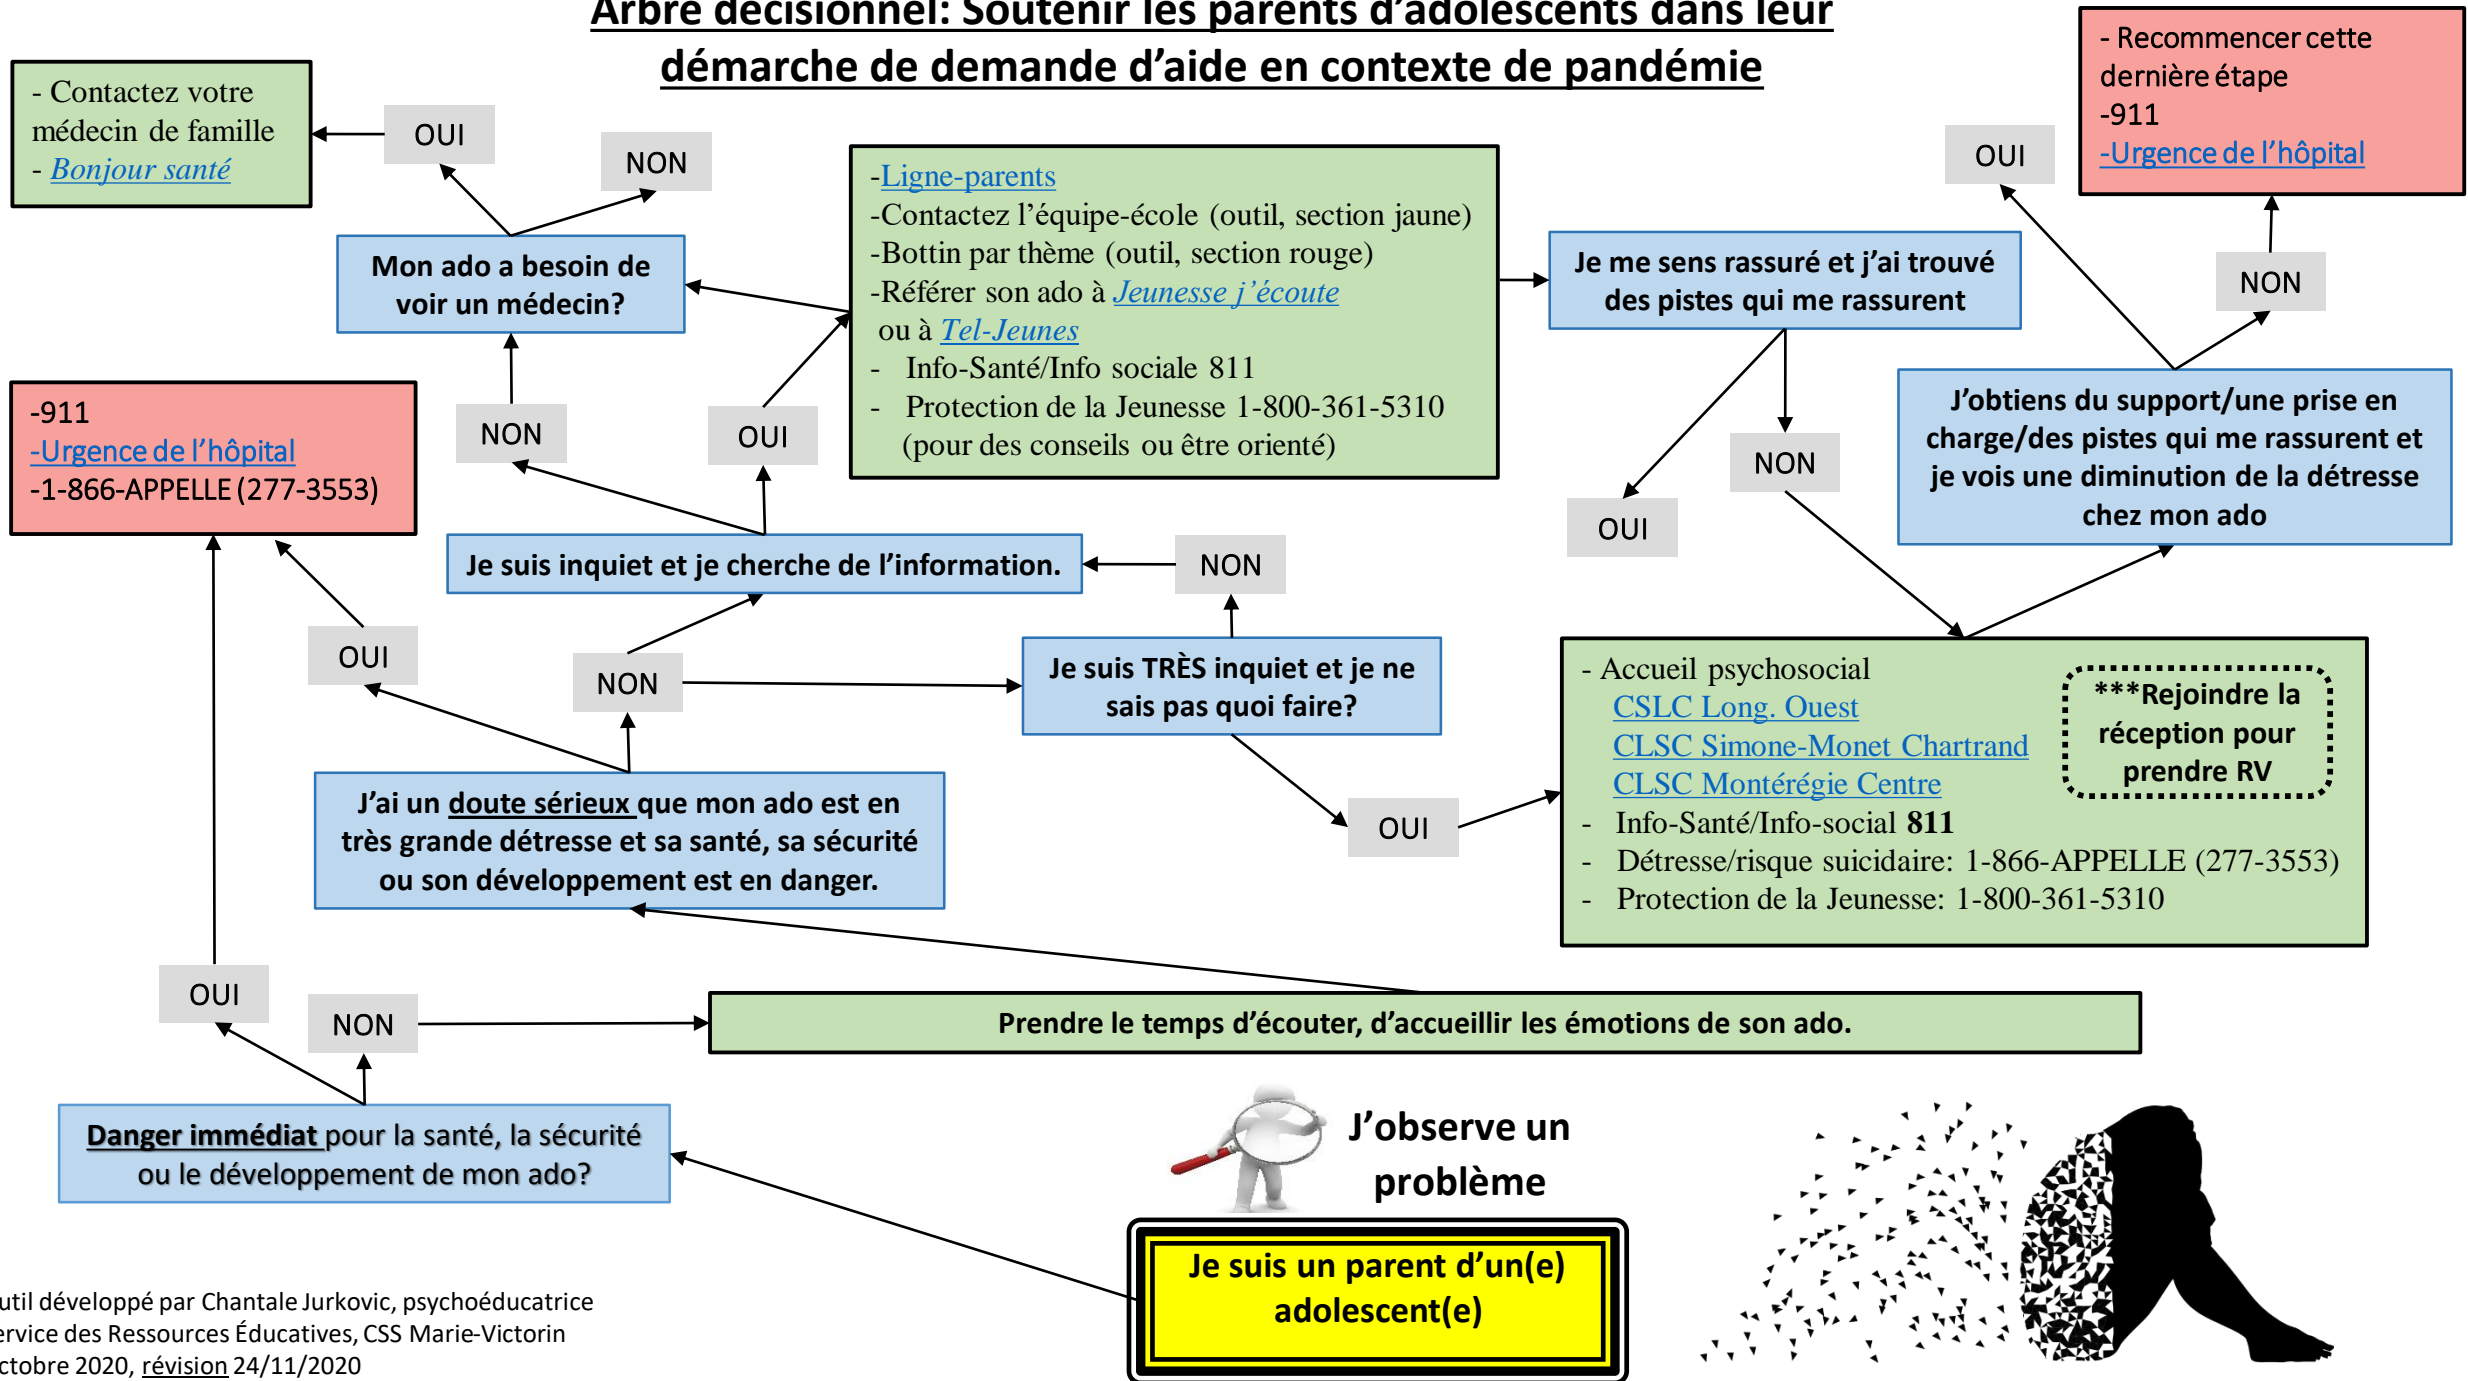 Arbre décisionnel: Soutenir les parents d’adolescents dans leur
démarche de demande d’aide en contexte de pandémie
- Contactez votre
médecin de famille
- Bonjour santé
OUI
NON
Mon ado a besoin de
voir un médecin?
-Ligne-parents
-Contactez l’équipe-école (outil, section jaune)
-Bottin par thème (outil, section rouge)
-Référer son ado à Jeunesse j’écoute
ou à Tel-Jeunes
- Info-Santé/Info sociale 811
- Protection de la Jeunesse 1-800-361-5310
(pour des conseils ou être orienté)
- Recommencer cette
dernière étape
-911
-Urgence de l’hôpital
OUI
NON
Je me sens rassuré et j’ai trouvé
des pistes qui me rassurent
J’obtiens du support/une prise en
charge/des pistes qui me rassurent et
je vois une diminution de la détresse
chez mon ado
NON
OUI
-911
-Urgence de l’hôpital
-1-866-APPELLE (277-3553)
NON
OUI
Je suis inquiet et je cherche de l’information.
NON
OUI
NON
Je suis TRÈS inquiet et je ne
sais pas quoi faire?
OUI
- Accueil psychosocial
CSLC Long. Ouest
CLSC Simone-Monet Chartrand
CLSC Montérégie Centre
- Info-Santé/Info-social 811
- Détresse/risque suicidaire: 1-866-APPELLE (277-3553)
- Protection de la Jeunesse: 1-800-361-5310
***Rejoindre la
réception pour
prendre RV
J’ai un doute sérieux que mon ado est en
très grande détresse et sa santé, sa sécurité
ou son développement est en danger.
OUI
NON
Prendre le temps d’écouter, d’accueillir les émotions de son ado.
Danger immédiat pour la santé, la sécurité
ou le développement de mon ado?
J’observe un
problème
Je suis un parent d’un(e)
adolescent(e)
util développé par Chantale Jurkovic, psychoéducatrice
ervice des Ressources Éducatives, CSS Marie-Victorin
ctobre 2020, révision 24/11/2020